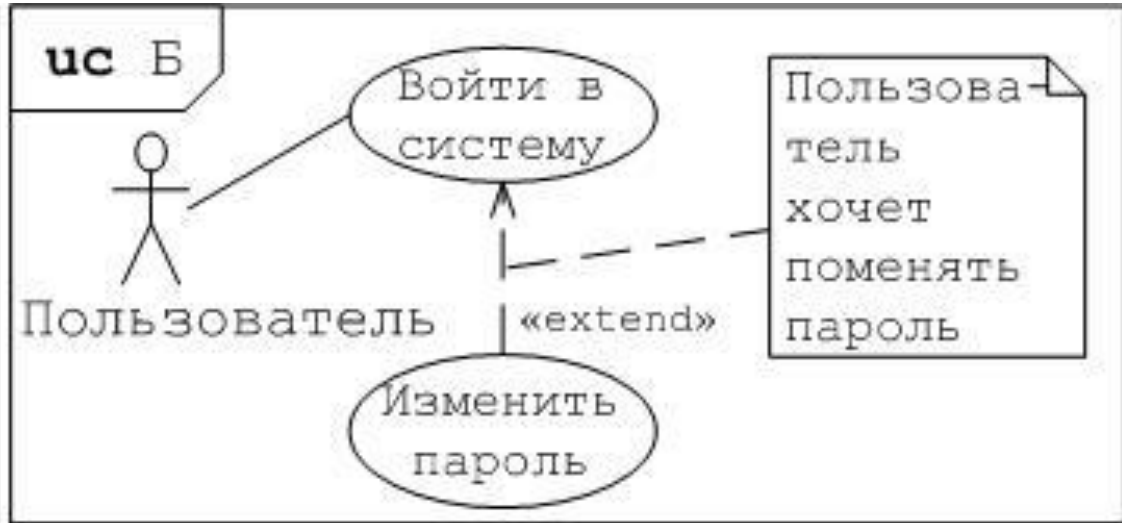 uc Б
Войти в
систему
Пользова-
тель
хочет
поменять
пароль
Пользователь
«extend»
Изменить
пароль